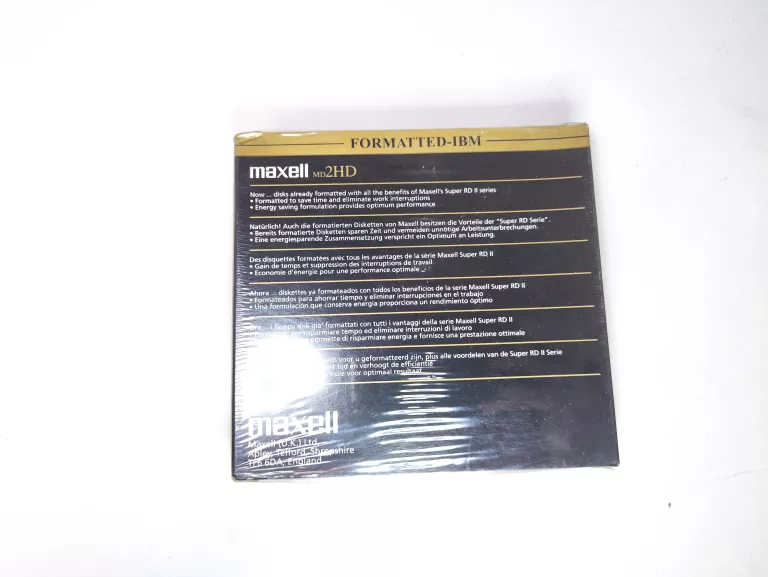 FORMATTED-IBM
maxell MD2HD
Now ... disks already formatted with all the benefits of Maxell's Super RD II series
• Formatted to save time and eliminate work interruptions
• Energy saving formulation provides optimum performance
Natürlich! Auch die formatierten Disketten von Maxell besitzen die Vorteile der "Super RD Serie".
• Bereits formatierte Disketten sparen Zeit und vermeiden unnötige Arbeitsunterbrechungen.
• Eine energiesparende Zusammensetzung verspricht ein Optimum an Leistung.
Des disquettes formatées avec tous les avantages de la série Maxell Super RD II
• Gain de temps et suppression des interruptions de travail
• Economie d'énergie pour une performance optimale
Ahora ... diskettes ya formateados con todos los beneficios de la serie Maxell Super RD II
• Formateados para ahorrar tiempo y eliminar interrupciones en el trabajo
• Una formulación que conserva energia proporciona un rendimiento óptimo
i floppy disk gia' formattati con tutti i vantaggi della serie Maxell Super RD II
per risparmiare tempo ed eliminare interruzioni di lavoro
permette di risparmiare energia e fornisce una prestazione ottimale
voor u geformatteerd zijn, plus alle voordelen van de Super RD II Serie
tijd en verhoogt de efficientie
voor optimaal resultaat
maxell
Maxell (U.K.) Ltd.
Apley, Telford, Shropshire
TF6 6DA, England